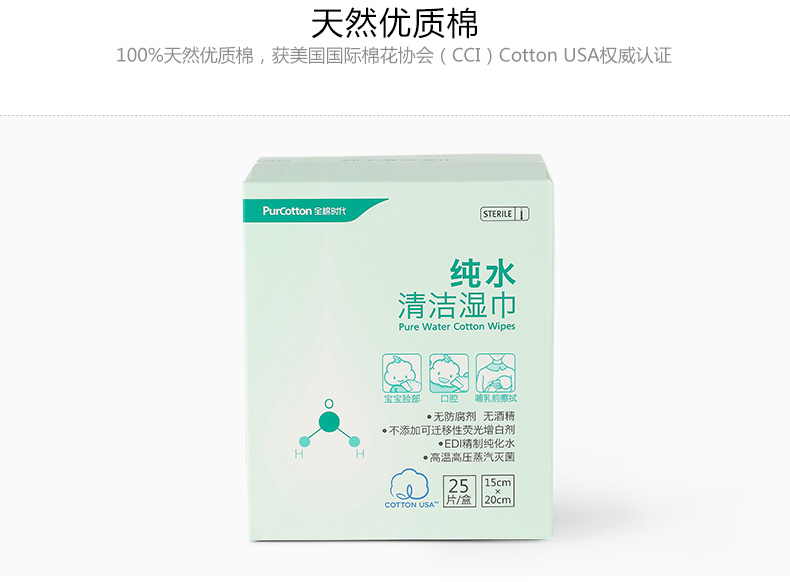 天然优质棉
100%天然优质棉，获美国国际棉花协会（CCI）Cotton USA权威认证
PurCotton 全棉时代
STERILE
纯水
清洁湿巾
Pure Water Cotton Wipes
宝宝脸部 口腔 哺乳前擦拭
•无防腐剂 无酒精
•不添加可迁移性荧光增白剂
•EDI精制纯化水
•高温高压蒸汽灭菌
O
H H
COTTON USA™
25
片/盒
15cm
×
20cm